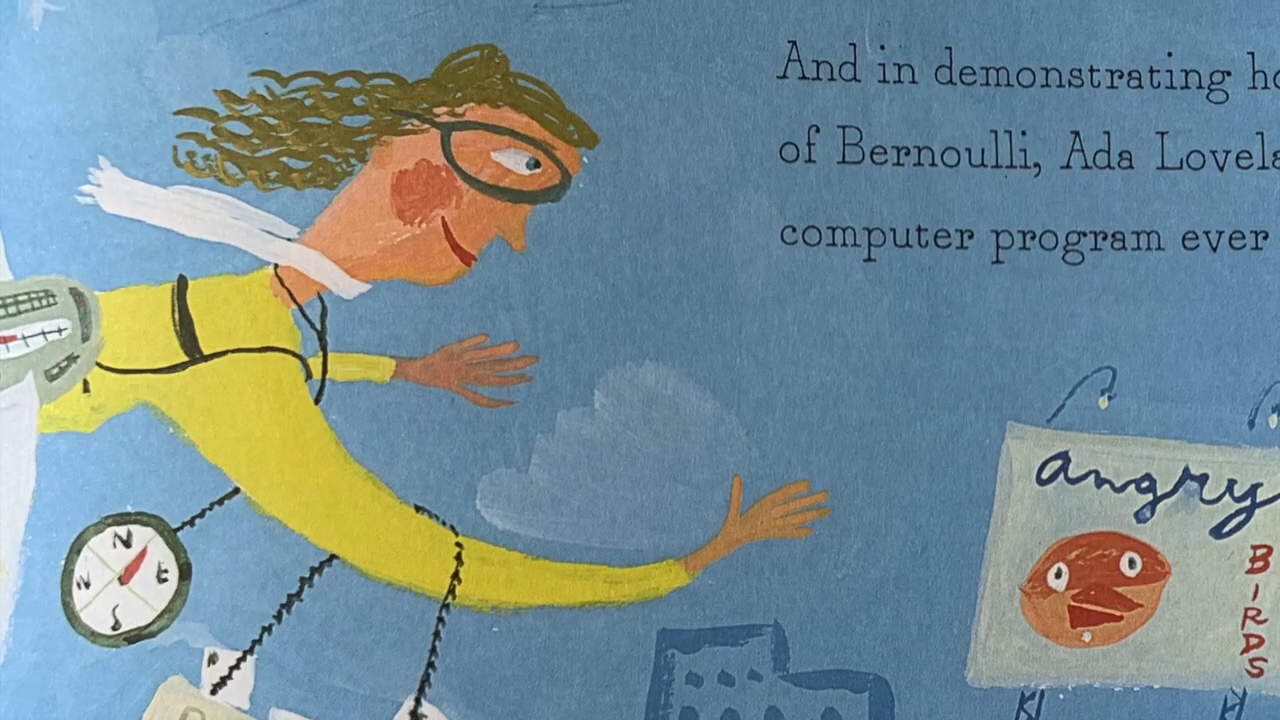 And in demonstrating
of Bernoulli, Ada
computer program ever
angry
BIRDS